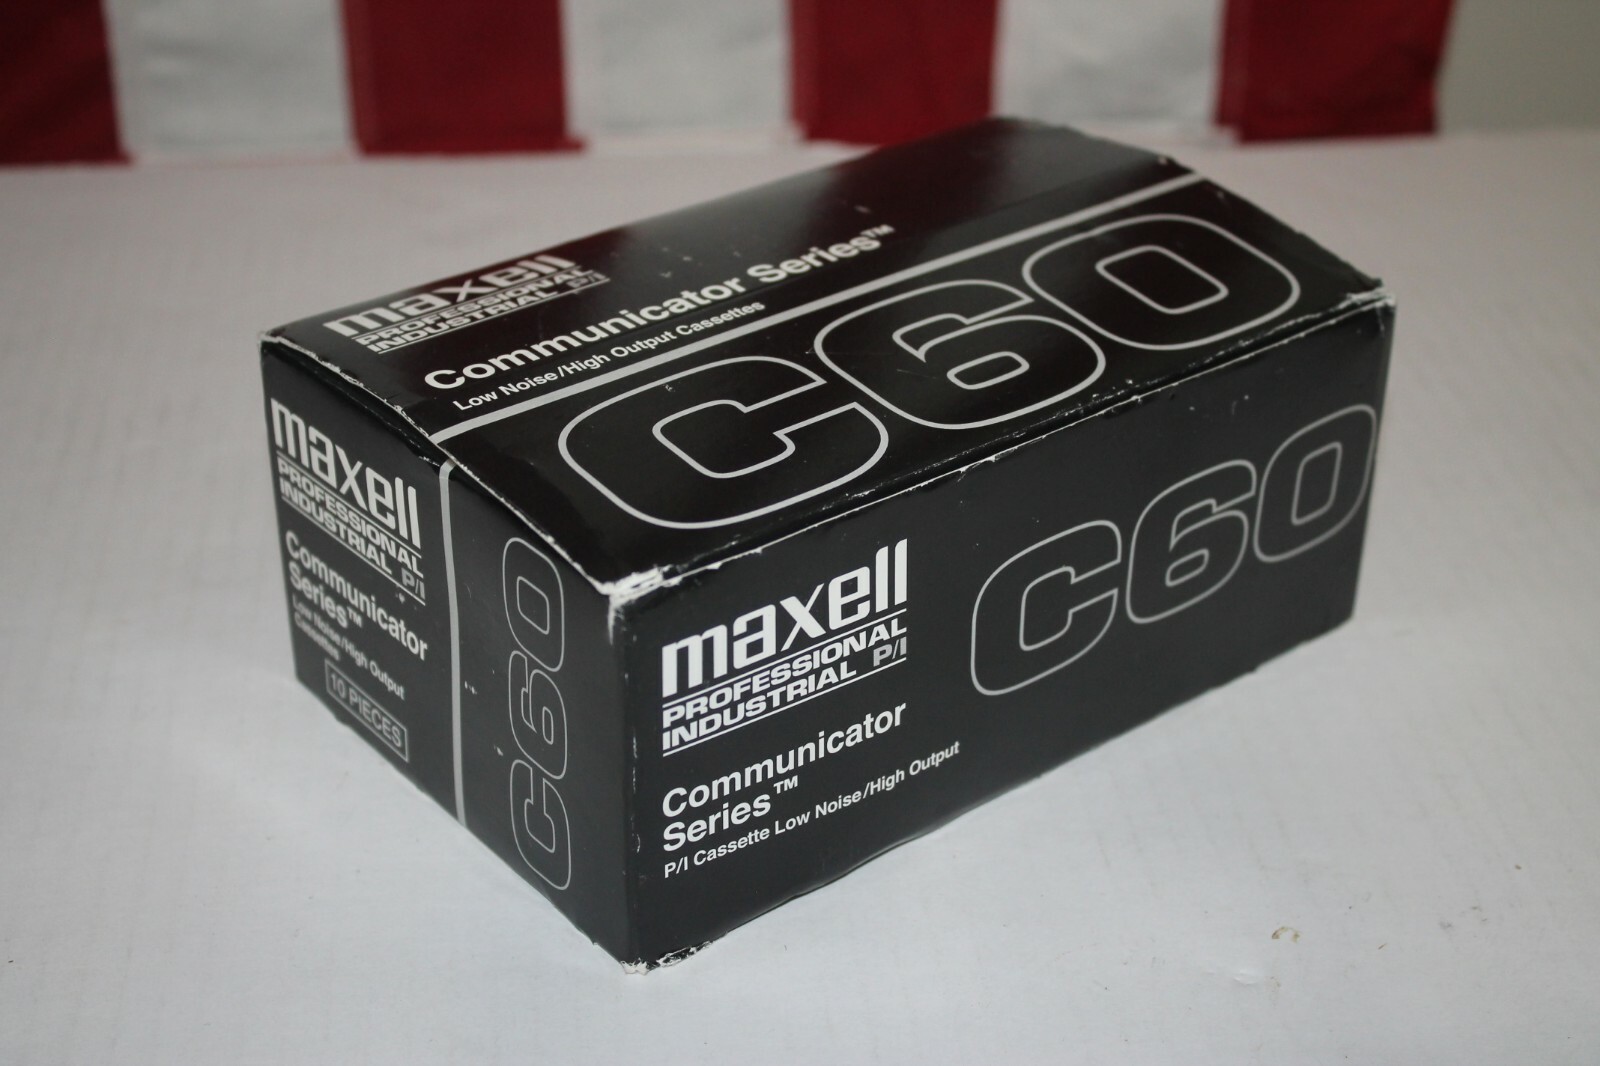 maxell
PROFESSIONAL
INDUSTRIAL P/I
Communicator Series™
Low Noise/High Output Cassettes
C60
maxell
PROFESSIONAL
INDUSTRIAL P/I
Communicator
Series™
Low Noise/High Output
Cassettes
10 PIECES
C60
maxell
PROFESSIONAL
INDUSTRIAL P/I
Communicator
Series™
P/I Cassette Low Noise/High Output
C60